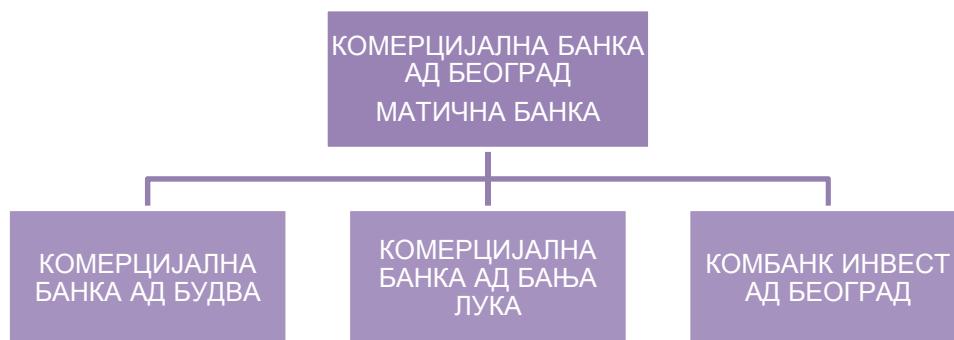 КОМЕРЦИЈАЛНА БАНКА
АД БЕОГРАД
МАТИЧНА БАНКА
КОМЕРЦИЈАЛНА
БАНКА АД БУДВА
КОМЕРЦИЈАЛНА
БАНКА АД БАЊА
ЛУКА
КОМБАНК ИНВЕСТ
АД БЕОГРАД